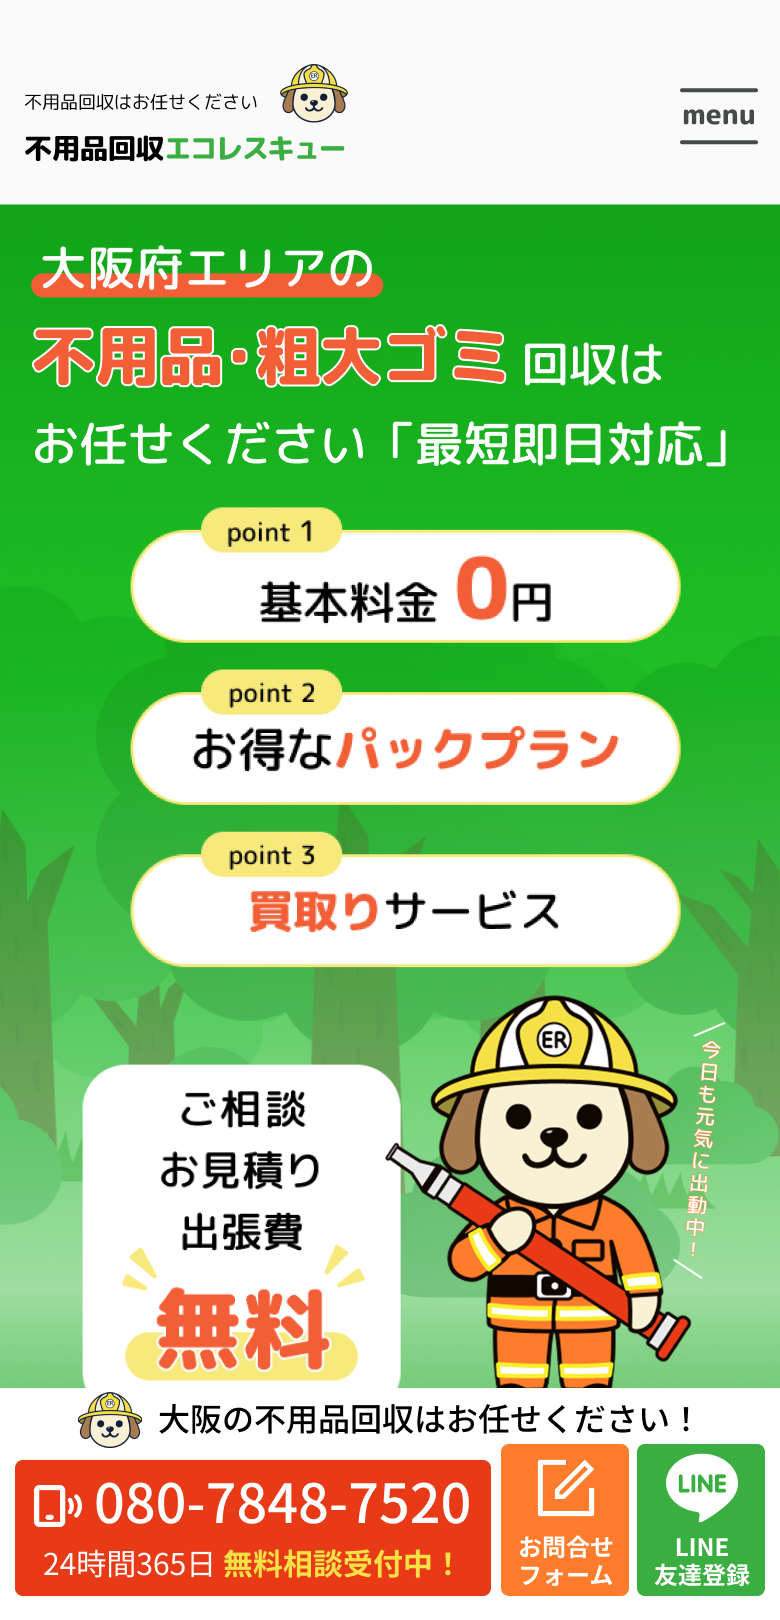 不用品回収はお任せください
ER
不用品回収エコレスキュー
menu
大阪府エリアの
不用品・粗大ゴミ回収は
お任せください「最短即日対応」
point 1
基本料金 0円
point 2
お得なパックプラン
point 3
買取りサービス
ER
今日も元気に出動中！
ご相談
お見積り
出張費
無料
大阪の不用品回収はお任せください！
080-7848-7520
24時間365日 無料相談受付中！
お問合せ
フォーム
LINE
LINE
友達登録